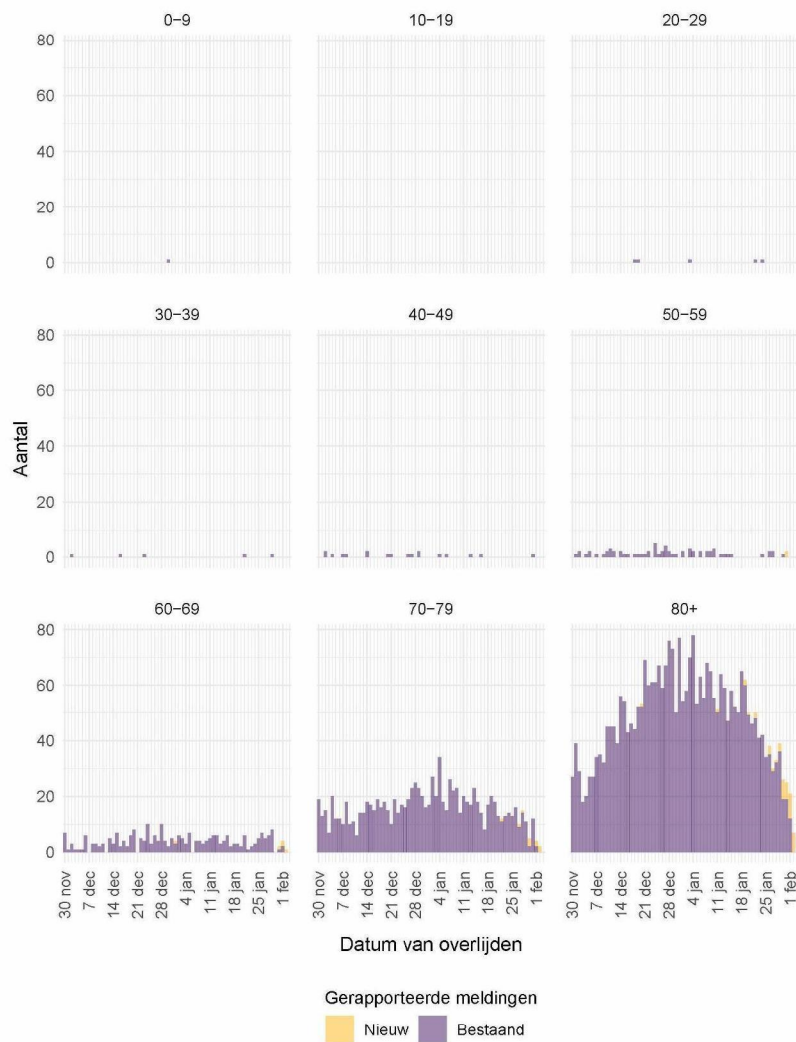 0–9 10–19 20–29
80
60
40
20
0
30–39 40–49 50–59
80
60
40
20
0
Aantal
60–69 70–79 80+
80
60
40
20
0
30 nov 7 dec 14 dec 21 dec 28 dec 4 jan 11 jan 18 jan 25 jan 1 feb 30 nov 7 dec 14 dec 21 dec 28 dec 4 jan 11 jan 18 jan 25 jan 1 feb 30 nov 7 dec 14 dec 21 dec 28 dec 4 jan 11 jan 18 jan 25 jan 1 feb
Datum van overlijden
Gerapporteerde meldingen
Nieuw Bestaand